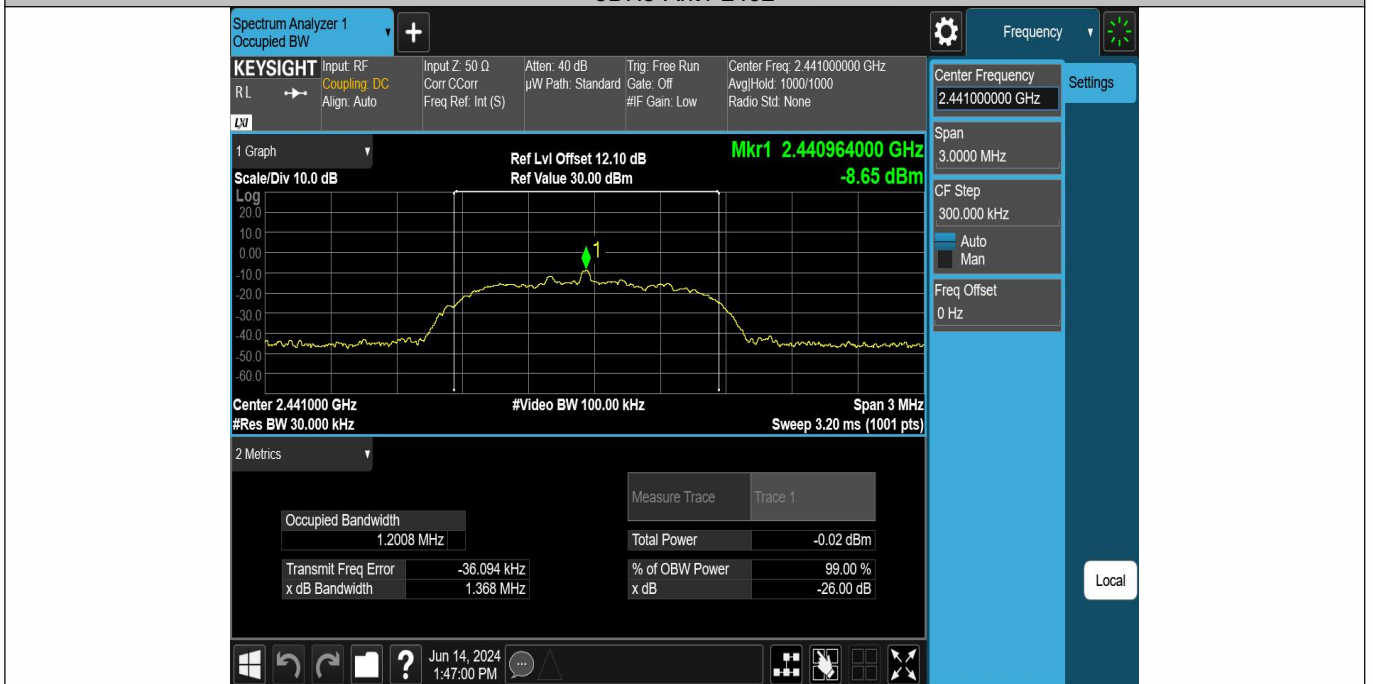 Spectrum Analyzer 1
Occupied BW
+
Frequency
KEYSIGHT
R L
LXI
Input: RF
Coupling: DC
Align: Auto
Input Z: 50 Ω
Corr CCorr
Freq Ref: Int (S)
Atten: 40 dB
µW Path: Standard
Trig: Free Run
Gate: Off
#IF Gain: Low
Center Freq: 2.441000000 GHz
Avg|Hold: 1000/1000
Radio Std: None
Center Frequency
2.441000000 GHz
Settings
Span
3.0000 MHz
CF Step
300.000 kHz
Auto
Man
Freq Offset
0 Hz
Local
1 Graph
Scale/Div 10.0 dB
Ref Lvl Offset 12.10 dB
Ref Value 30.00 dBm
Mkr1 2.440964000 GHz
-8.65 dBm
Log
20.0
10.0
0.00
-10.0
-20.0
-30.0
-40.0
-50.0
-60.0
1
Center 2.441000 GHz
#Video BW 100.00 kHz
Span 3 MHz
#Res BW 30.000 kHz
Sweep 3.20 ms (1001 pts)
2 Metrics
Measure Trace Trace 1
Occupied Bandwidth
1.2008 MHz
Total Power -0.02 dBm
Transmit Freq Error -36.094 kHz
% of OBW Power 99.00 %
x dB Bandwidth 1.368 MHz
x dB -26.00 dB
?
Jun 14, 2024
1:47:00 PM